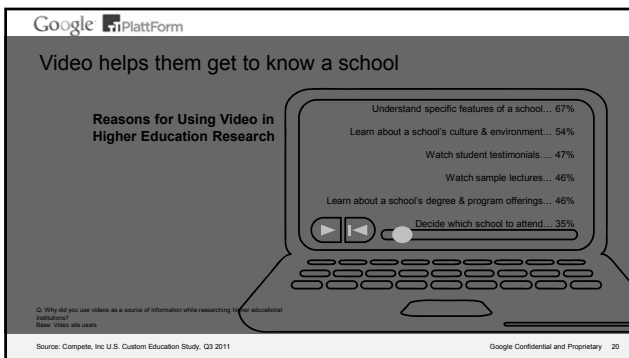 Google PlattForm
Video helps them get to know a school
Reasons for Using Video in
Higher Education Research
Understand specific features of a school… 67%
Learn about a school's culture & environment… 54%
Watch student testimonials…. 47%
Watch sample lectures… 46%
Learn about a school's degree & program offerings… 46%
Decide which school to attend… 35%
Q: Why did you use videos as a source of information while researching higher educational
institutions?
Base: Video site users
Source: Compete, Inc U.S. Custom Education Study, Q3 2011
Google Confidential and Proprietary 20